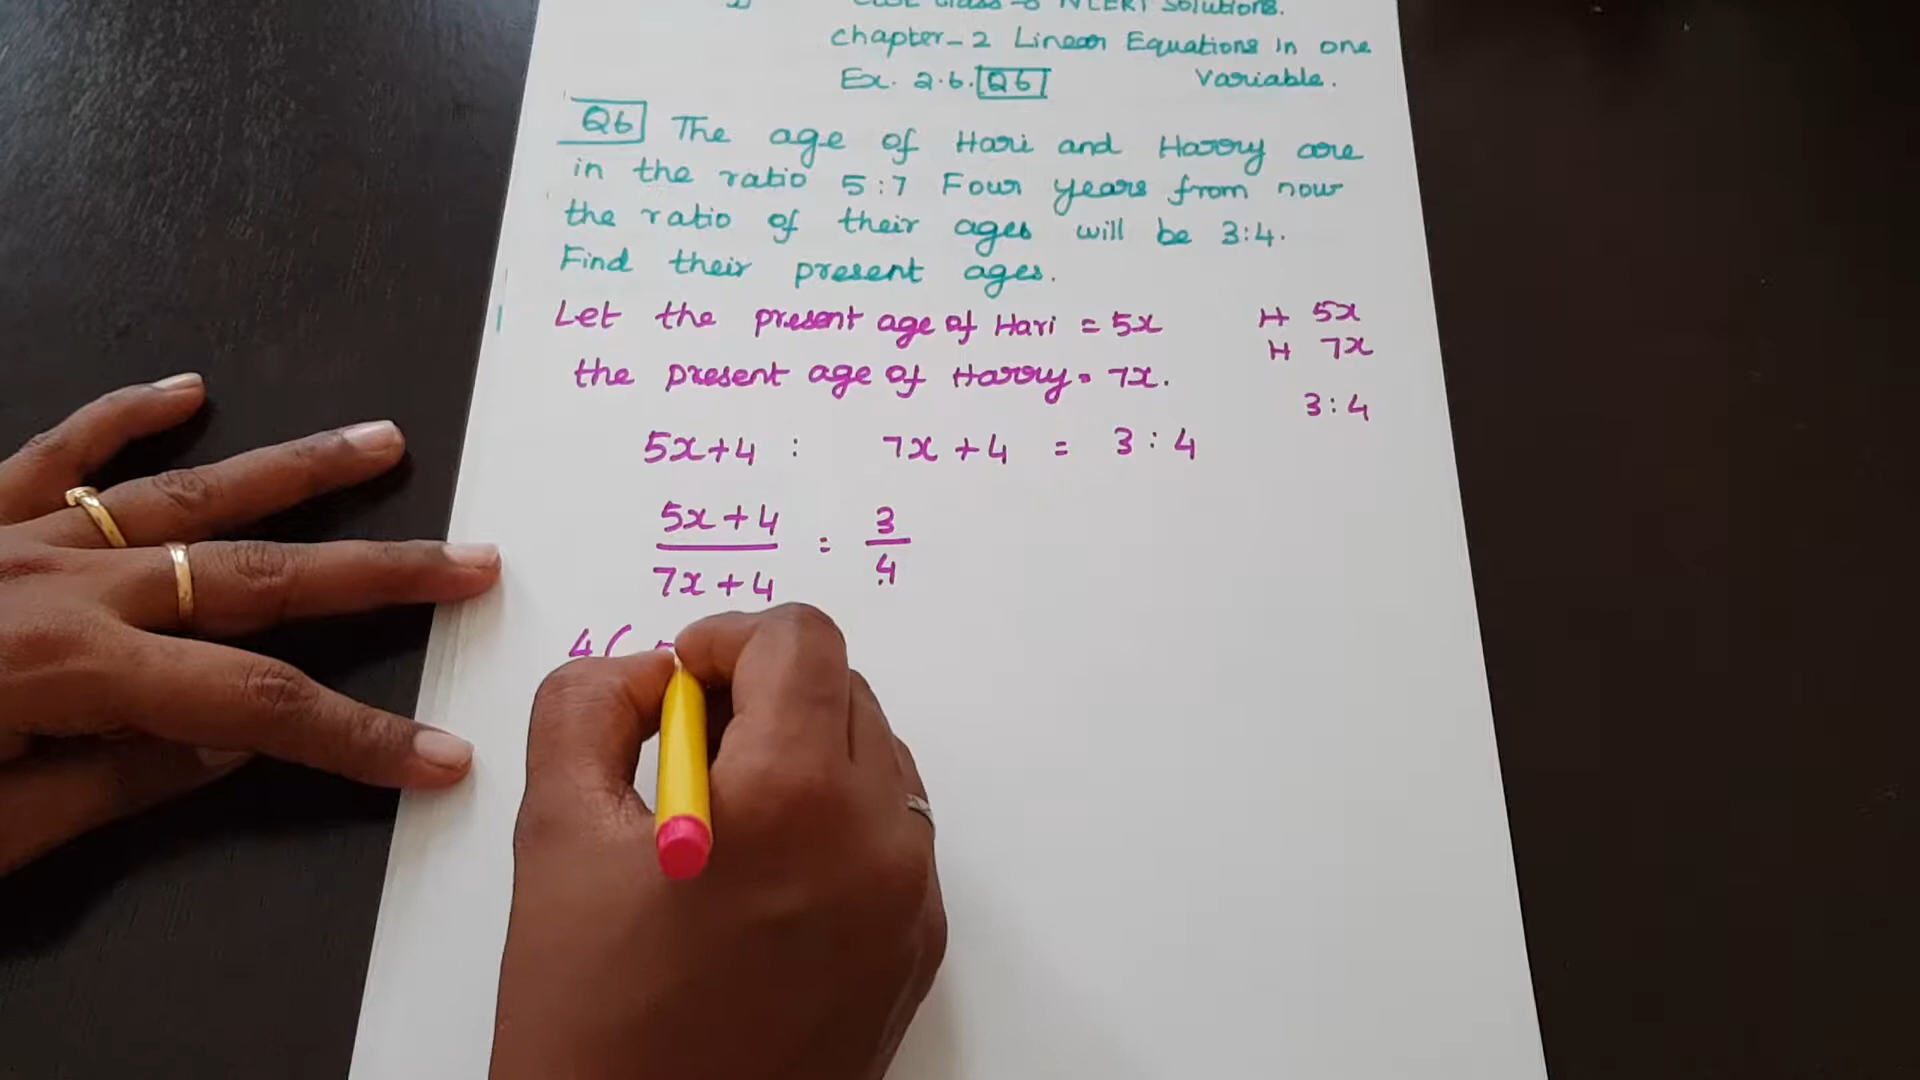 NCERT Solutions.
Chapter-2 Linear Equations in one
Ex. 2.6. Q6 Variable.
Q6 The age of Hari and Harry are
in the ratio 5:7 Four years from now
the ratio of their ages will be 3:4.
Find their present ages.
Let the present age of Hari = 5x
H 5x
H 7x
the present age of Harry = 7x.
3:4
5x+4 : 7x+4 = 3:4
5x+4 = 3
7x+4 4
4(